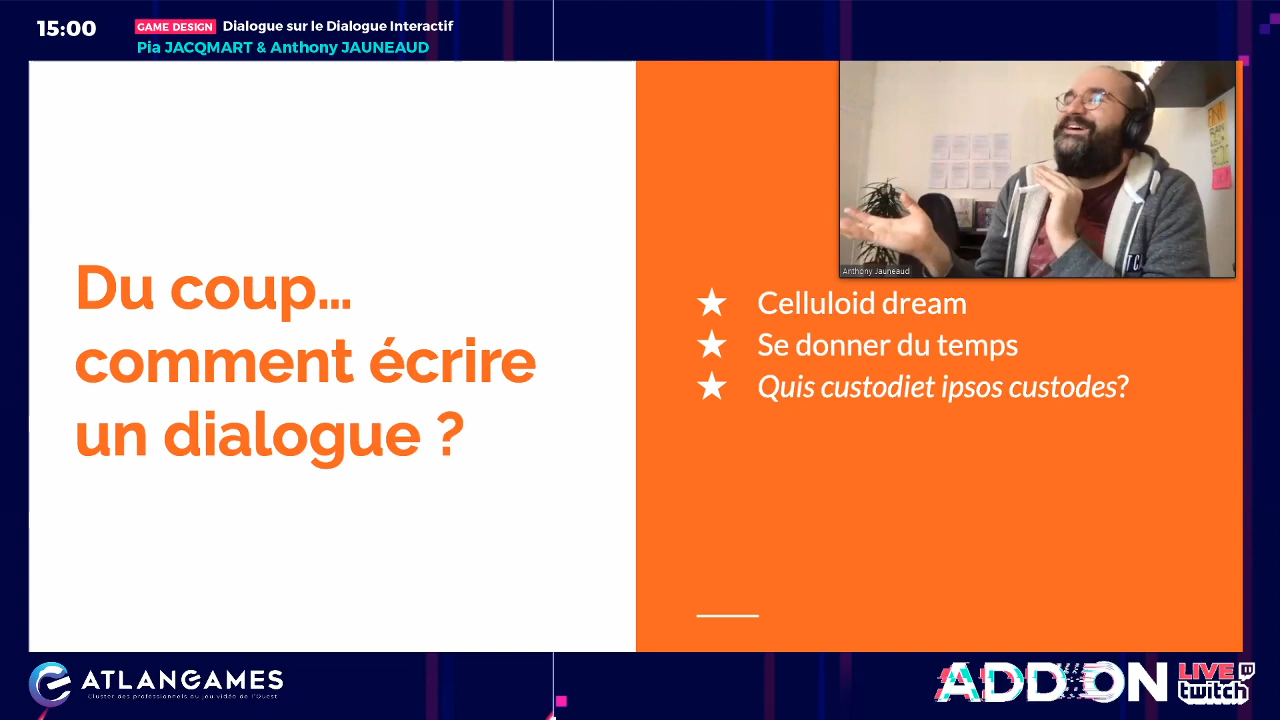 15:00
GAME DESIGN Dialogue sur le Dialogue Interactif
Pia JACQMART & Anthony JAUNEAUD
Anthony Jauneaud
Du coup...
comment écrire
un dialogue ?
★ Celluloid dream
★ Se donner du temps
★ Quis custodiet ipsos custodes?
ATLANGAMES
Cluster des professionnels du jeu vidéo de l'Ouest
ADD#ON LIVE
twitch